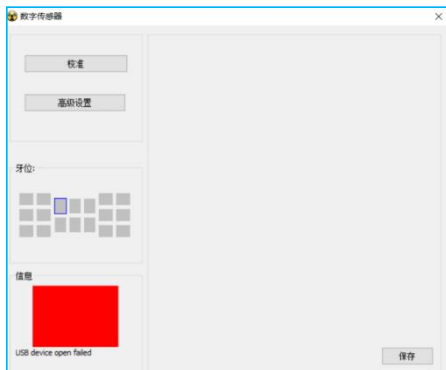 数字传感器
校准
高级设置
牙位:
信息
USB device open failed
保存